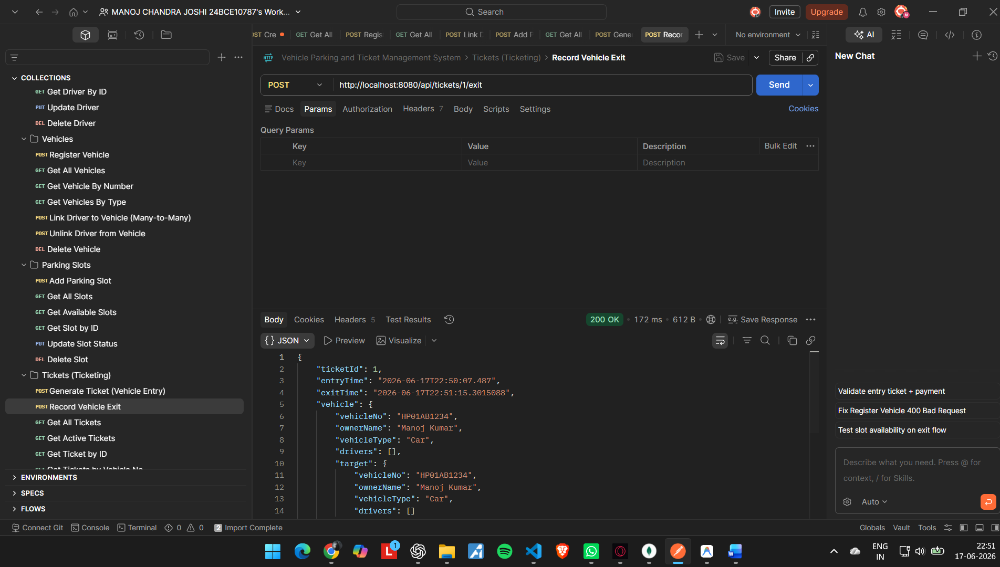 MANOJ CHANDRA JOSHI 24BCE10787's Work...
Search
Invite
Upgrade
Cre
GET Get All
POST Regis
GET Get All
POST Link D
POST Add P
GET Get All
POST Gene
POST Recor
No environment
AI
New Chat
Vehicle Parking and Ticket Management System > Tickets (Ticketing) > Record Vehicle Exit
Save
Share
COLLECTIONS
GET Get Driver By ID
PUT Update Driver
DEL Delete Driver
Vehicles
POST Register Vehicle
GET Get All Vehicles
GET Get Vehicle By Number
GET Get Vehicles By Type
POST Link Driver to Vehicle (Many-to-Many)
POST Unlink Driver from Vehicle
DEL Delete Vehicle
Parking Slots
POST Add Parking Slot
GET Get All Slots
GET Get Available Slots
GET Get Slot by ID
PUT Update Slot Status
DEL Delete Slot
Tickets (Ticketing)
POST Generate Ticket (Vehicle Entry)
POST Record Vehicle Exit
GET Get All Tickets
GET Get Active Tickets
GET Get Ticket by ID
GET Get Tickets by Vehicle No
ENVIRONMENTS
SPECS
FLOWS
HTTP
POST
http://localhost:8080/api/tickets/1/exit
Send
Docs
Params
Authorization
Headers 7
Body
Scripts
Settings
Cookies
Query Params
Key Value Description Bulk Edit
Key Value Description
Body
Cookies
Headers 5
Test Results
200 OK • 172 ms • 612 B
e.g. Save Response
{} JSON
Preview
Visualize
1 {
2 "ticketId": 1,
3 "entryTime": "2026-06-17T22:50:07.487",
4 "exitTime": "2026-06-17T22:51:15.3015088",
5 "vehicle": {
6 "vehicleNo": "HP01AB1234",
7 "ownerName": "Manoj Kumar",
8 "vehicleType": "Car",
9 "drivers": [],
10 "target": {
11 "vehicleNo": "HP01AB1234",
12 "ownerName": "Manoj Kumar",
13 "vehicleType": "Car",
14 "drivers": []
Validate entry ticket + payment
Fix Register Vehicle 400 Bad Request
Test slot availability on exit flow
Describe what you need. Press @ for
context, / for Skills.
Auto
Connect Git
Console
Terminal
0
0
2 Import Complete
Globals
Vault
Tools
L
1
W
ENG
IN
22:51
17-06-2026